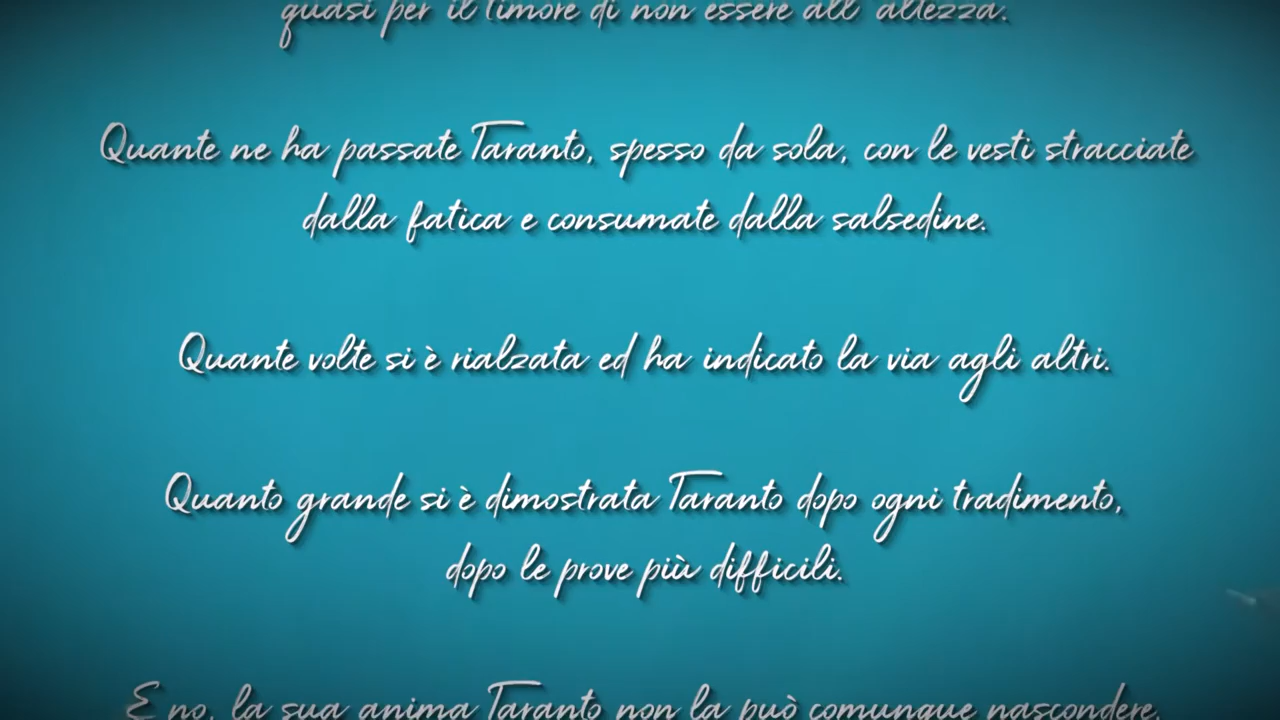 quasi per il timore di non essere all' altezza.
Quante ne ha passate Taranto, spesso da sola, con le vesti stracciate
dalla fatica e consumate dalla salsedine.
Quante volte si è rialzata ed ha indicato la via agli altri.
Quanto grande si è dimostrata Taranto dopo ogni tradimento,
dopo le prove più difficili.
E no, la sua anima Taranto non la può comunque nascondere